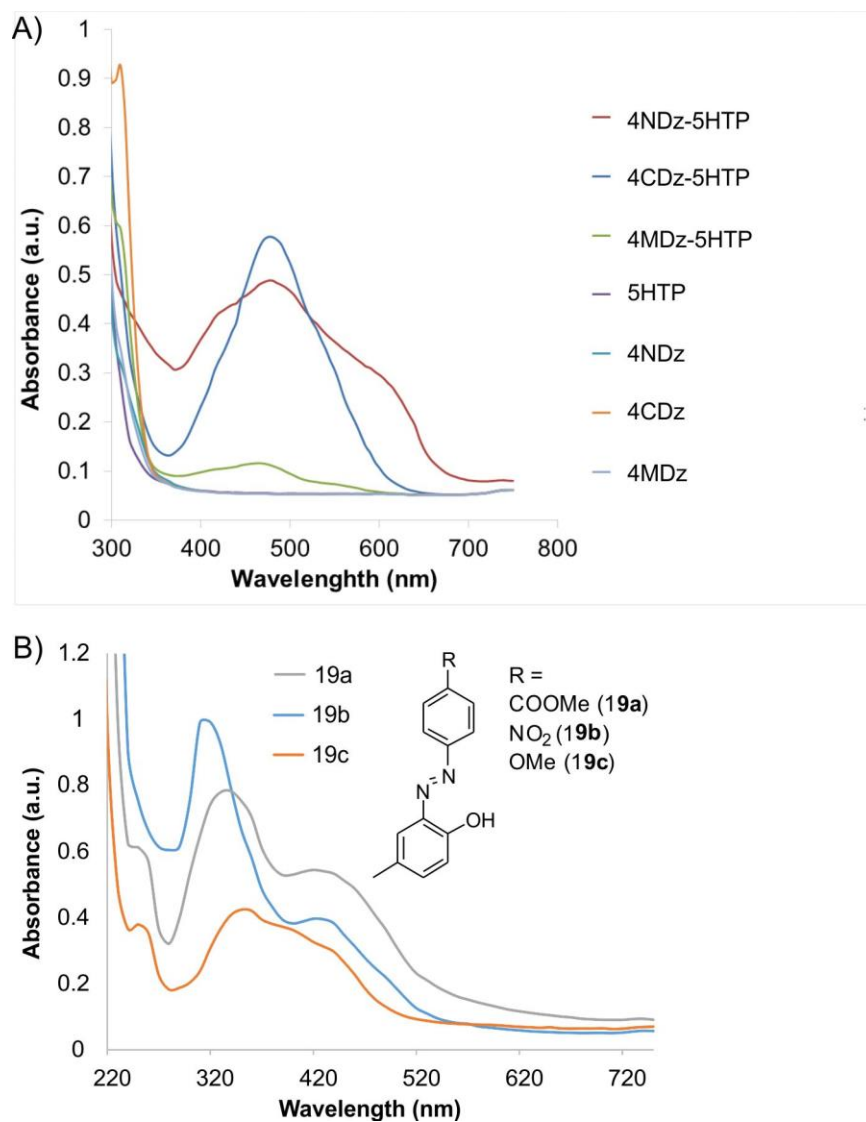 A)
1
0.9
0.8
0.7
0.6
0.5
0.4
0.3
0.2
0.1
0
Absorbance (a.u.)
300 400 500 600 700 800
Wavelenghth (nm)
4NDz-5HTP
4CDz-5HTP
4MDz-5HTP
5HTP
4NDz
4CDz
4MDz
:
B)
1.2
1
0.8
0.6
0.4
0.2
0
Absorbance (a.u.)
220 320 420 520 620 720
Wavelength (nm)
19a
19b
19c
R
N
N
OH
R =
COOMe (19a)
NO2 (19b)
OMe (19c)